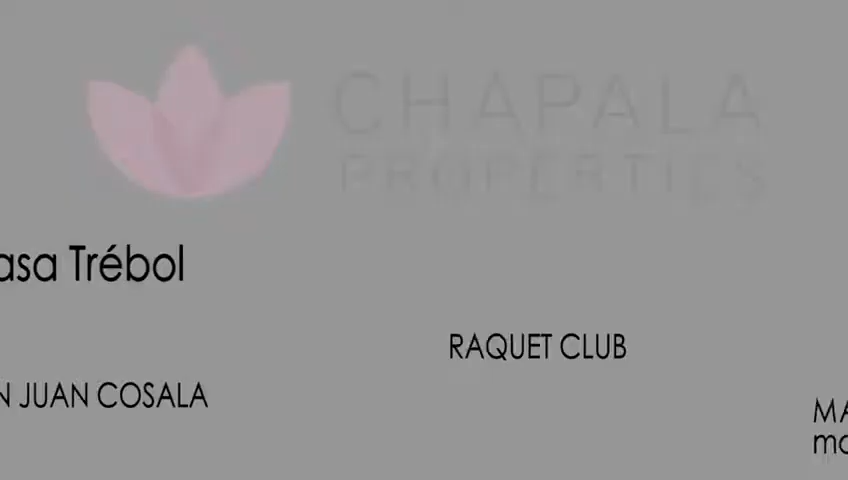 CHAPALA
PROPERTIES
asa Trébol
RAQUET CLUB
N JUAN COSALA
MA
mo